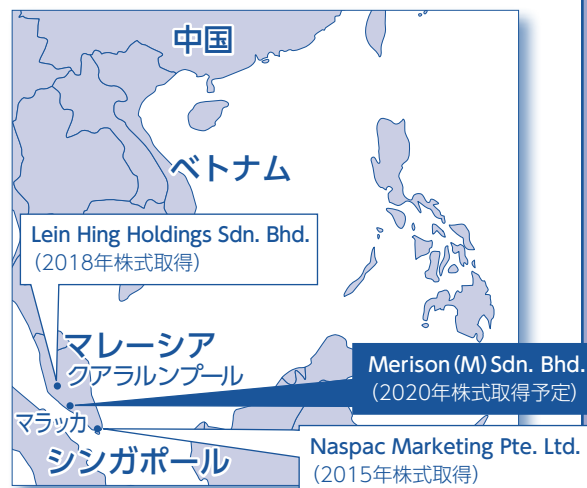 中国
ベトナム
Lein Hing Holdings Sdn. Bhd.
(2018年株式取得)
マレーシア
クアラルンプール
Merison (M) Sdn. Bhd.
(2020年株式取得予定)
マラッカ
シンガポール
Naspac Marketing Pte. Ltd.
(2015年株式取得)